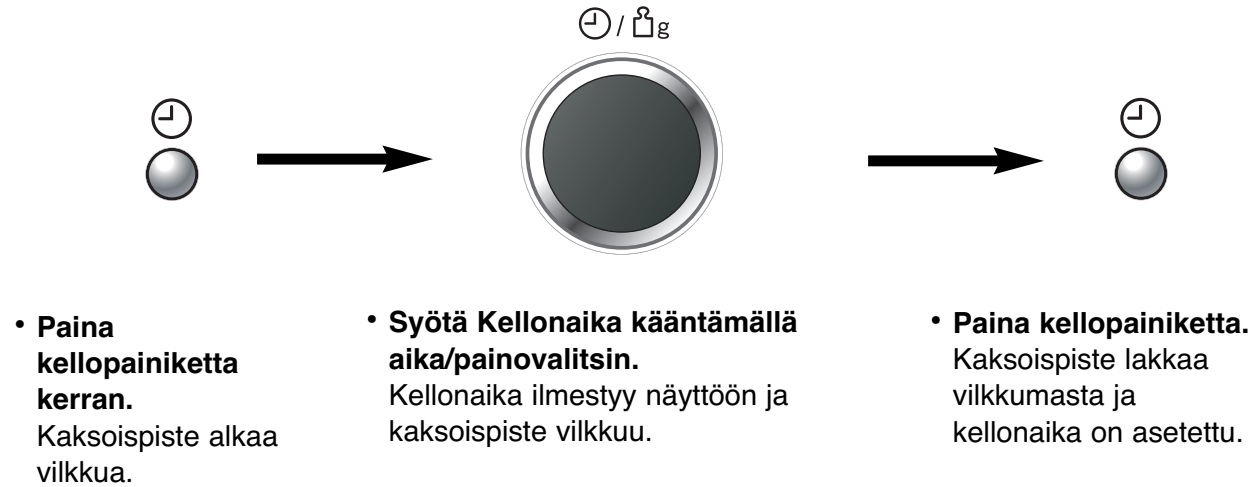 / g
• Paina
kellopainiketta
kerran.
Kaksoispiste alkaa
vilkkua.
• Syötä Kellonaika kääntämällä
aika/painovalitsin.
Kellonaika ilmestyy näyttöön ja
kaksoispiste vilkkuu.
• Paina kellopainiketta.
Kaksoispiste lakkaa
vilkkumasta ja
kellonaika on asetettu.